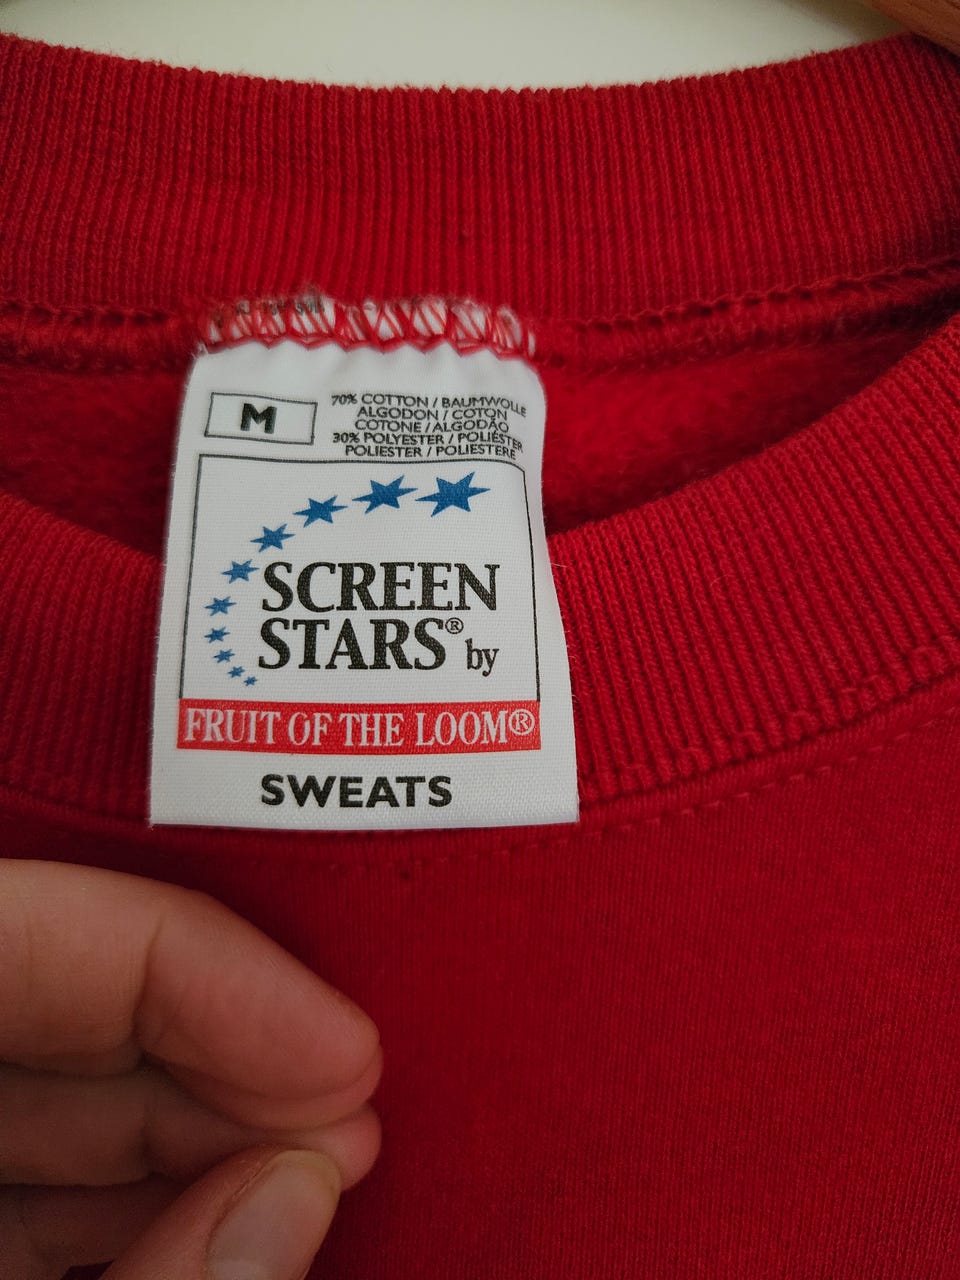 M
70% COTTON / BAUMWOLLE
ALGODON / COTON
COTONE / ALGODÃO
30% POLYESTER / POLIÉSTER
POLIESTER / POLIESTERE
SCREEN
STARS® by
FRUIT OF THE LOOM®
SWEATS